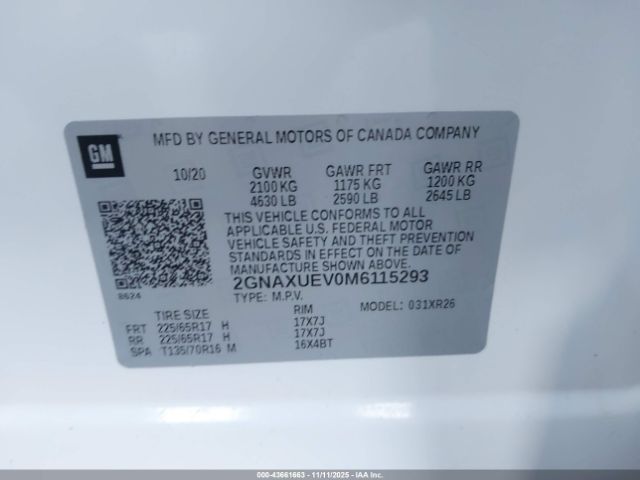 GM
MFD BY GENERAL MOTORS OF CANADA COMPANY
10/20 GVWR GAWR FRT GAWR RR
2100 KG 1175 KG 1200 KG
4630 LB 2590 LB 2645 LB
THIS VEHICLE CONFORMS TO ALL
APPLICABLE U.S. FEDERAL MOTOR
VEHICLE SAFETY AND THEFT PREVENTION
STANDARDS IN EFFECT ON THE DATE OF
MANUFACTURE SHOWN ABOVE.
2GNAXUEV0M6115293
8624
TYPE: M.P.V. MODEL: 031XR26
TIRE SIZE RIM
FRT 225/65R17 H 17X7J
RR 225/65R17 H 17X7J
SPA T135/70R16 M 16X4BT
000-43661663 - 11/11/2025 - IAAI.COM